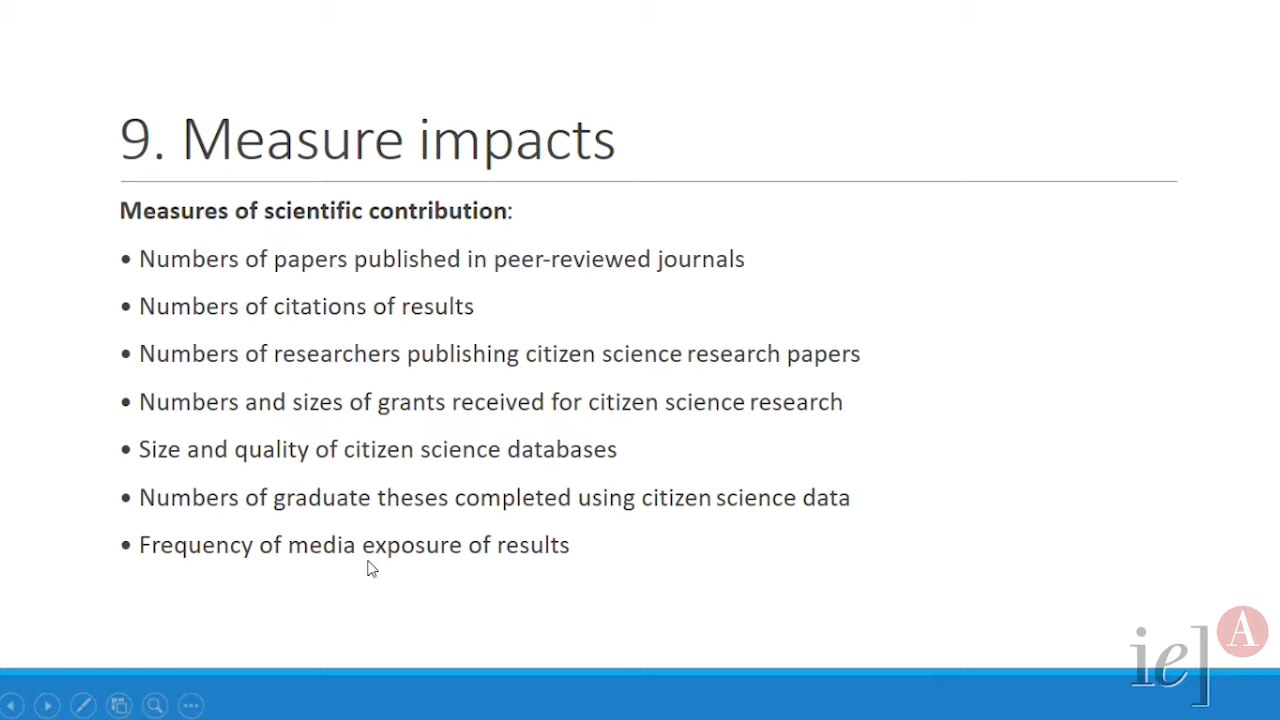 9. Measure impacts
Measures of scientific contribution:
• Numbers of papers published in peer-reviewed journals
• Numbers of citations of results
• Numbers of researchers publishing citizen science research papers
• Numbers and sizes of grants received for citizen science research
• Size and quality of citizen science databases
• Numbers of graduate theses completed using citizen science data
• Frequency of media exposure of results
ie] A